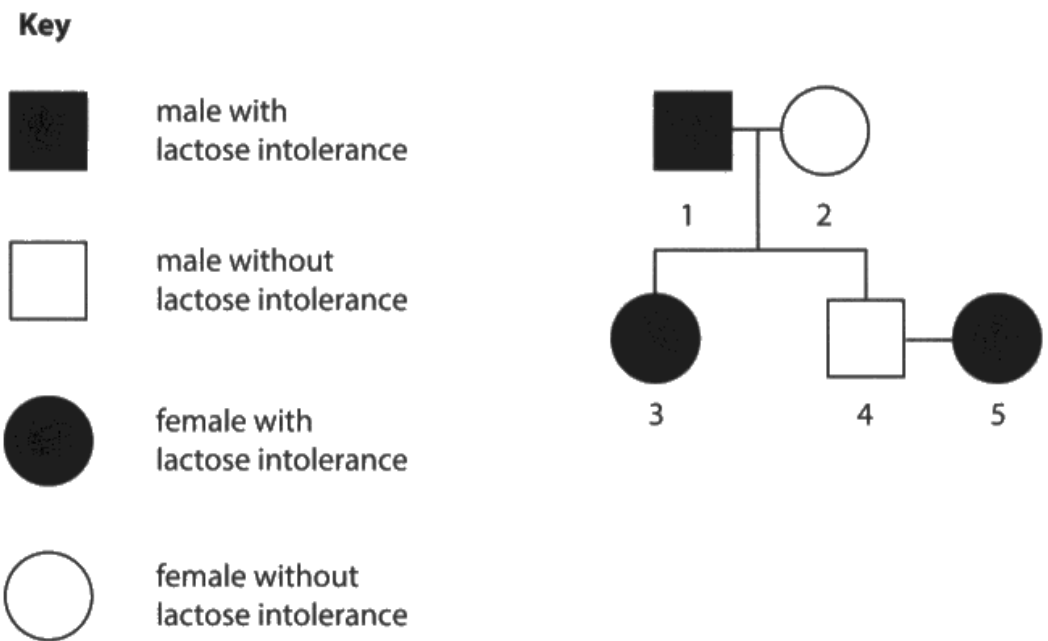 Key
male with
lactose intolerance
male without
lactose intolerance
female with
lactose intolerance
female without
lactose intolerance
1
2
3
4
5